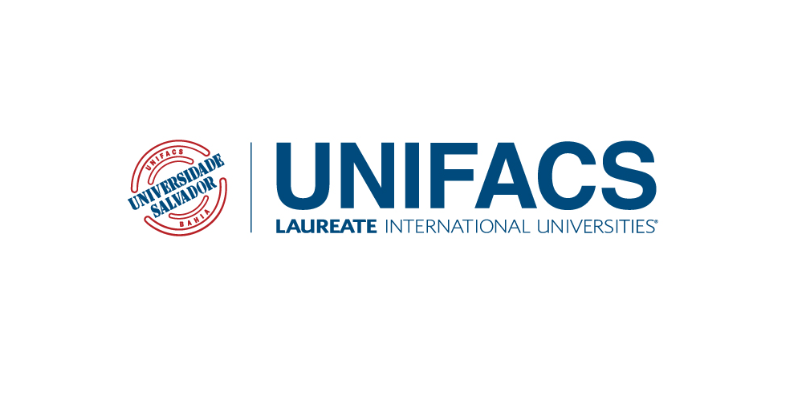 UNIFACS
UNIVERSIDADE
SALVADOR
BAHIA
UNIFACS
LAUREATE INTERNATIONAL UNIVERSITIES®